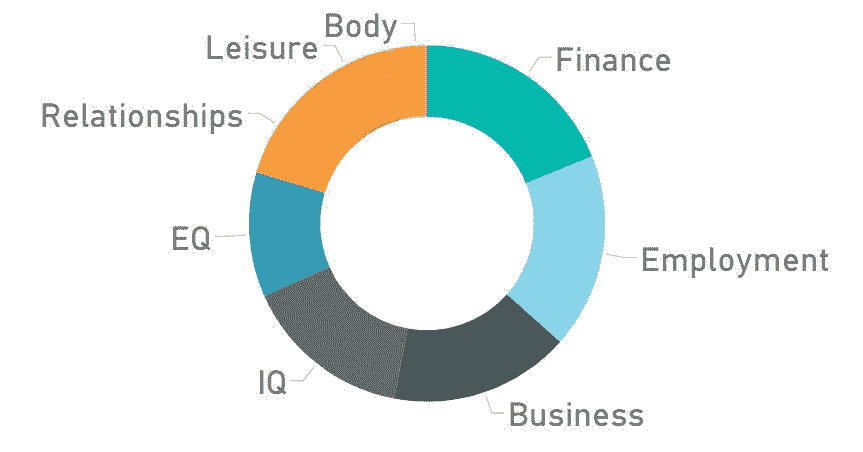 Body
Leisure
Finance
Relationships
EQ
Employment
IQ
Business